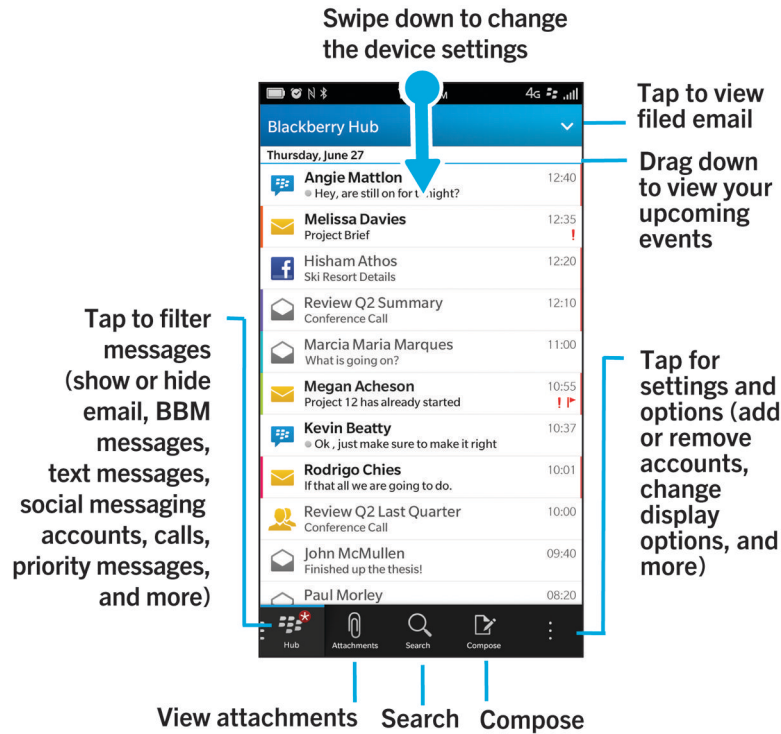 Swipe down to change
the device settings
M
4G
Blackberry Hub
Thursday, June 27
Angie Mattlon 12:40
Hey, are still on for t night?
Melissa Davies 12:35
Project Brief !
Hisham Athos 12:20
Ski Resort Details
Review Q2 Summary 12:10
Conference Call
Marcia Maria Marques 11:00
What is going on?
Megan Acheson 10:55
Project 12 has already started !
Kevin Beatty 10:37
Ok , just make sure to make it right
Rodrigo Chies 10:01
If that all we are going to do.
Review Q2 Last Quarter 10:00
Conference Call
John McMullen 09:40
Finished up the thesis!
Paul Morley 08:20
Hub
Attachments
Search
Compose
Tap to view
filed email
Drag down
to view your
upcoming
events
Tap to filter
messages
(show or hide
email, BBM
messages,
text messages,
social messaging
accounts, calls,
priority messages,
and more)
Tap for
settings and
options (add
or remove
accounts,
change
display
options, and
more)
View attachments
Search
Compose